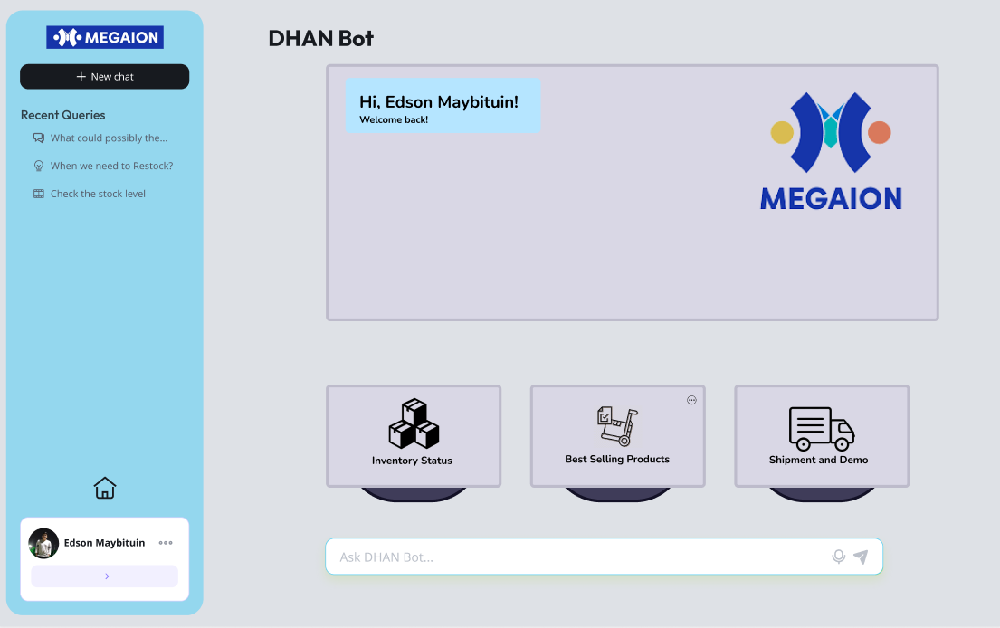 MEGAION
New chat
Recent Queries
What could possibly the...
When we need to Restock?
Check the stock level
Edson Maybituin
DHAN Bot
Hi, Edson Maybituin!
Welcome back!
MEGAION
Inventory Status
Best Selling Products
Shipment and Demo
Ask DHAN Bot...